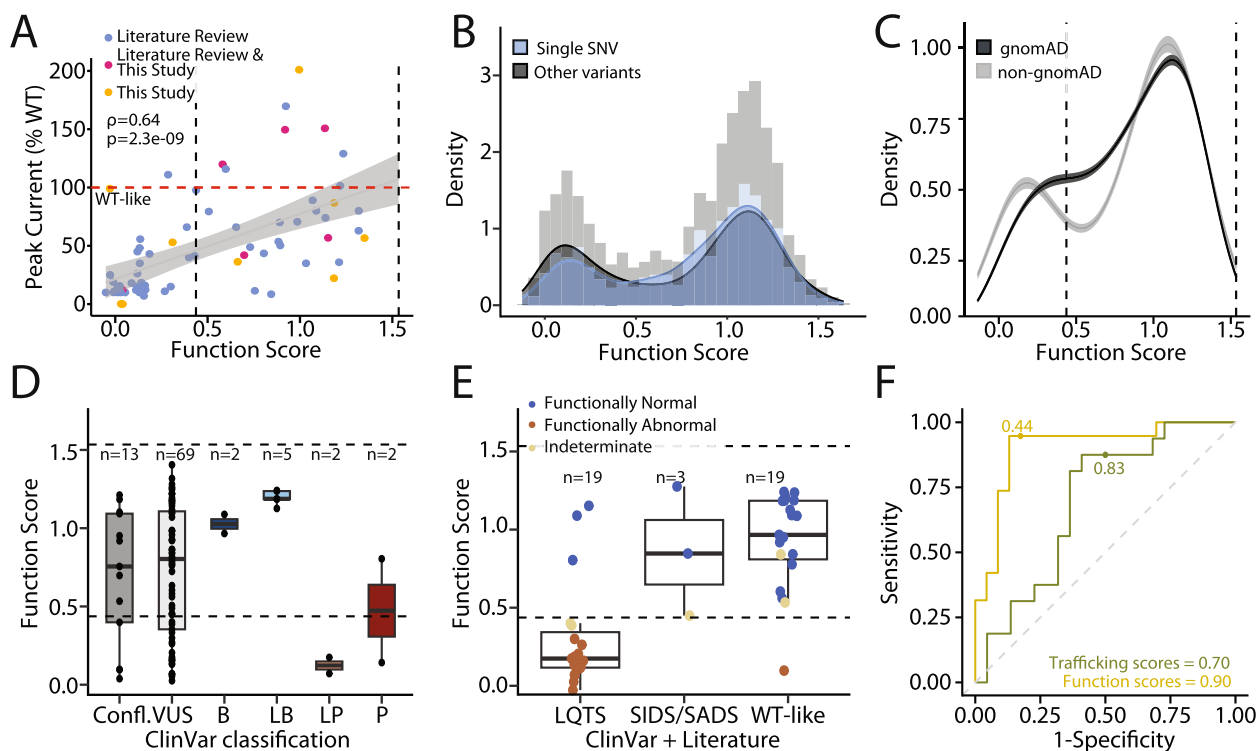 A
Literature Review
Literature Review &
This Study
This Study
ρ=0.64
p=2.3e-09
WT-like
Peak Current (% WT)
200
150
100
50
0
0.0 0.5 1.0 1.5
Function Score
B
Single SNV
Other variants
Density
3
2
1
0
0.0 0.5 1.0 1.5
Function Score
C
gnomAD
non-gnomAD
Density
1.00
0.75
0.50
0.25
0.00
0.0 0.5 1.0 1.5
Function Score
D
Function Score
1.5
1.0
0.5
0.0
n=13 n=69 n=2 n=5 n=2 n=2
Confl. VUS B LB LP P
ClinVar classification
E
Functionally Normal
Functionally Abnormal
Indeterminate
Function Score
1.5
1.0
0.5
0.0
n=19 n=3 n=19
LQTS SIDS/SADS WT-like
ClinVar + Literature
F
Sensitivity
1.00
0.75
0.50
0.25
0.00
0.44
0.83
Trafficking scores = 0.70
Function scores = 0.90
0.00 0.25 0.50 0.75 1.00
1-Specificity